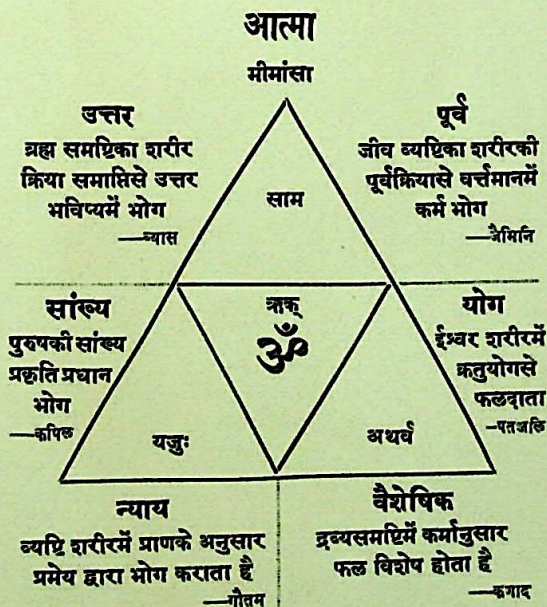 आत्मा
मीमांसा
उत्तर
ब्रह्म समष्टिका शरीर
क्रिया समाप्तिसे उत्तर
भविष्यमें भोग
—व्यास
पूर्व
जीव व्यष्टिका शरीरकी
पूर्वक्रियासे वर्त्तमानमें
कर्म भोग
—जैमिनि
साम
सांख्य
पुरुषकी सांख्य
प्रकृति प्रधान
भोग
—कपिल
ऋक्
ॐ
योग
ईश्वर शरीरमें
क्रतुयोगसे
फलदाता
–पतञ्जलि
यजुः
अथर्व
न्याय
व्यष्टि शरीरमें प्राणके अनुसार
प्रमेय द्वारा भोग कराता है
—गौतम
वैशेषिक
द्रव्यसमष्टिमें कर्मानुसार
फल विशेष होता है
—कणाद